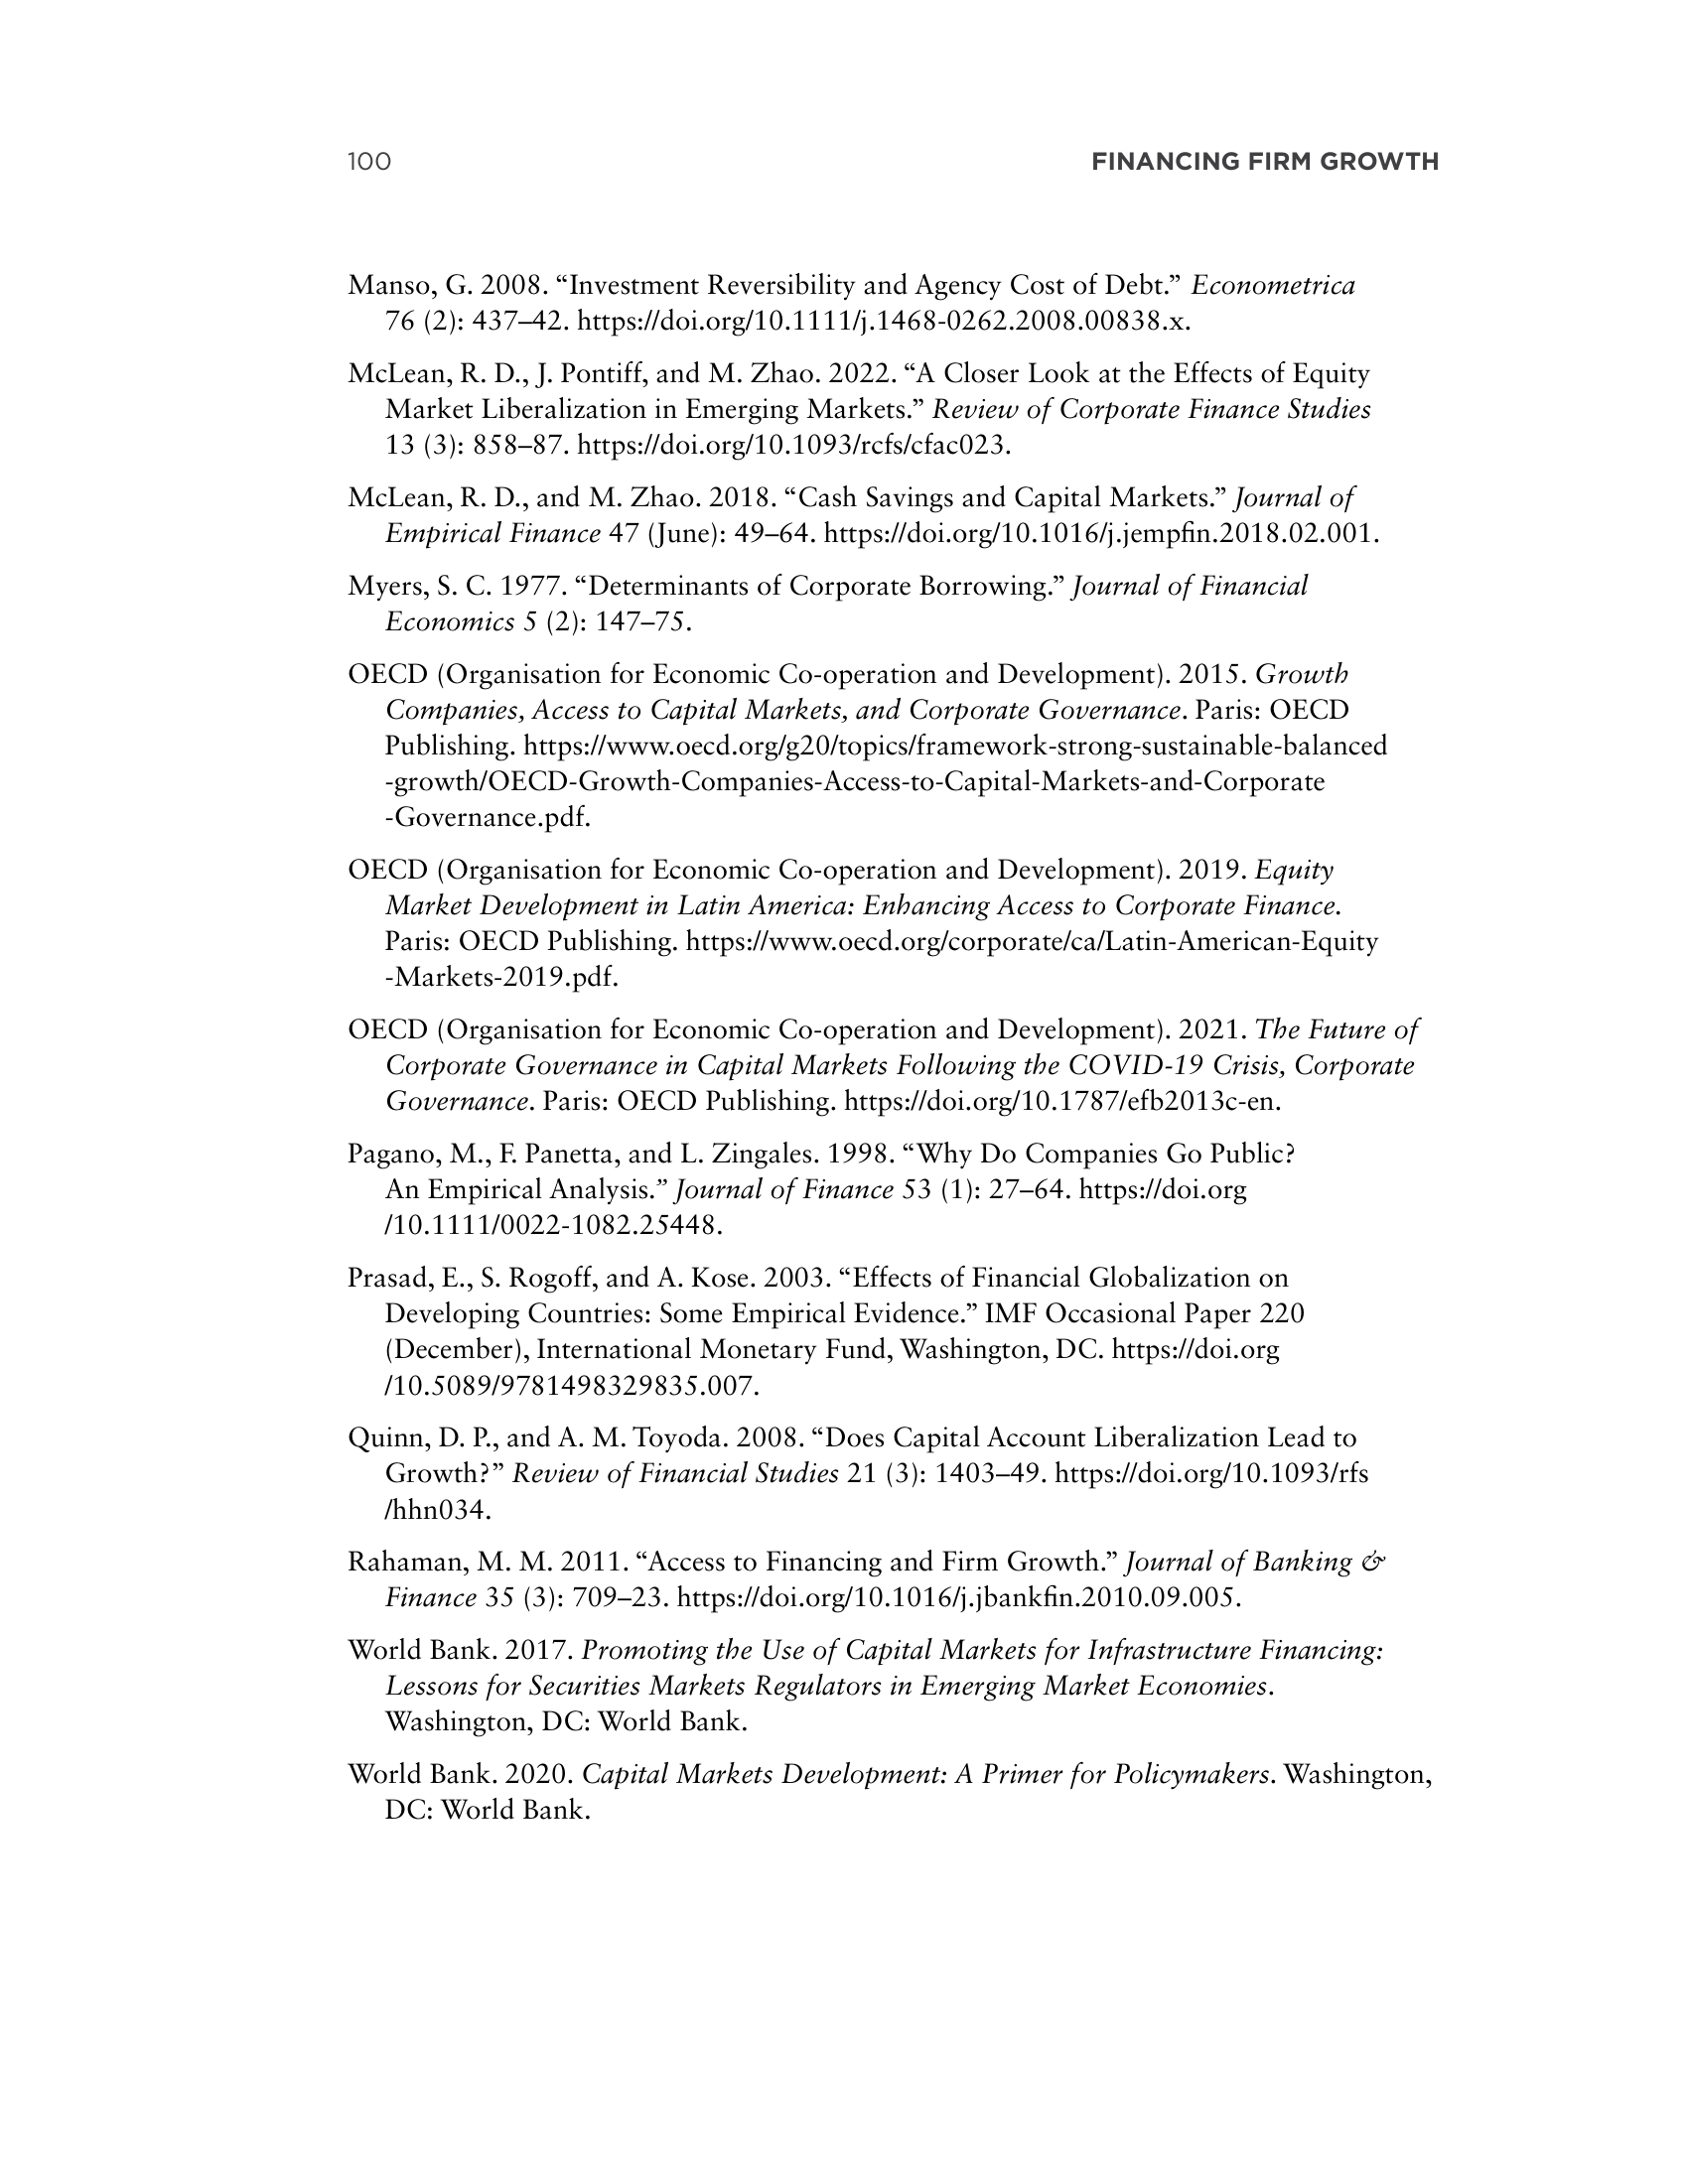 100 FINANCING FIRM GROWTH
Manso, G. 2008. “Investment Reversibility and Agency Cost of Debt.” Econometrica
76 (2): 437–42. https://doi.org/10.1111/j.1468-0262.2008.00838.x.
McLean, R. D., J. Pontiff, and M. Zhao. 2022. “A Closer Look at the Effects of Equity
Market Liberalization in Emerging Markets.” Review of Corporate Finance Studies
13 (3): 858–87. https://doi.org/10.1093/rcfs/cfac023.
McLean, R. D., and M. Zhao. 2018. “Cash Savings and Capital Markets.” Journal of
Empirical Finance 47 (June): 49–64. https://doi.org/10.1016/j.jempfin.2018.02.001.
Myers, S. C. 1977. “Determinants of Corporate Borrowing.” Journal of Financial
Economics 5 (2): 147–75.
OECD (Organisation for Economic Co-operation and Development). 2015. Growth
Companies, Access to Capital Markets, and Corporate Governance. Paris: OECD
Publishing. https://www.oecd.org/g20/topics/framework-strong-sustainable-balanced
-growth/OECD-Growth-Companies-Access-to-Capital-Markets-and-Corporate
-Governance.pdf.
OECD (Organisation for Economic Co-operation and Development). 2019. Equity
Market Development in Latin America: Enhancing Access to Corporate Finance.
Paris: OECD Publishing. https://www.oecd.org/corporate/ca/Latin-American-Equity
-Markets-2019.pdf.
OECD (Organisation for Economic Co-operation and Development). 2021. The Future of
Corporate Governance in Capital Markets Following the COVID-19 Crisis, Corporate
Governance. Paris: OECD Publishing. https://doi.org/10.1787/efb2013c-en.
Pagano, M., F. Panetta, and L. Zingales. 1998. “Why Do Companies Go Public?
An Empirical Analysis.” Journal of Finance 53 (1): 27–64. https://doi.org
/10.1111/0022-1082.25448.
Prasad, E., S. Rogoff, and A. Kose. 2003. “Effects of Financial Globalization on
Developing Countries: Some Empirical Evidence.” IMF Occasional Paper 220
(December), International Monetary Fund, Washington, DC. https://doi.org
/10.5089/9781498329835.007.
Quinn, D. P., and A. M. Toyoda. 2008. “Does Capital Account Liberalization Lead to
Growth?” Review of Financial Studies 21 (3): 1403–49. https://doi.org/10.1093/rfs
/hhn034.
Rahaman, M. M. 2011. “Access to Financing and Firm Growth.” Journal of Banking &
Finance 35 (3): 709–23. https://doi.org/10.1016/j.jbankfin.2010.09.005.
World Bank. 2017. Promoting the Use of Capital Markets for Infrastructure Financing:
Lessons for Securities Markets Regulators in Emerging Market Economies.
Washington, DC: World Bank.
World Bank. 2020. Capital Markets Development: A Primer for Policymakers. Washington,
DC: World Bank.